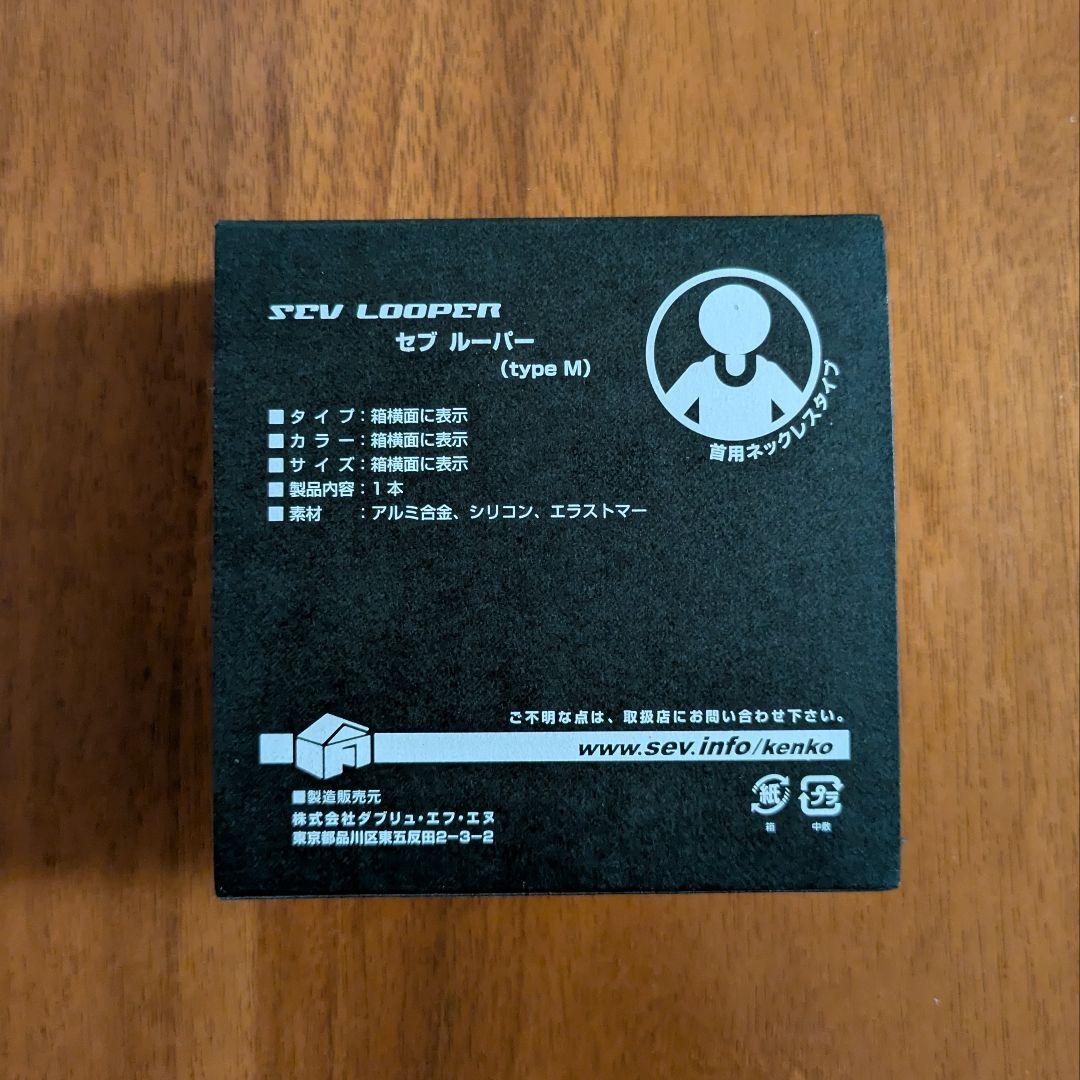 SEV LOOPER
セブ ルーパー
（type M）
首用ネックレスタイプ
■ タイプ：箱横面に表示
■ カラー：箱横面に表示
■ サイズ：箱横面に表示
■ 製品内容：1本
■ 素材　：アルミ合金、シリコン、エラストマー
ご不明な点は、取扱店にお問い合わせ下さい。
www.sev.info/kenko
■製造販売元
株式会社ダブリュ・エフ・エヌ
東京都品川区東五反田2−3−2
紙
箱
プラ
中敷